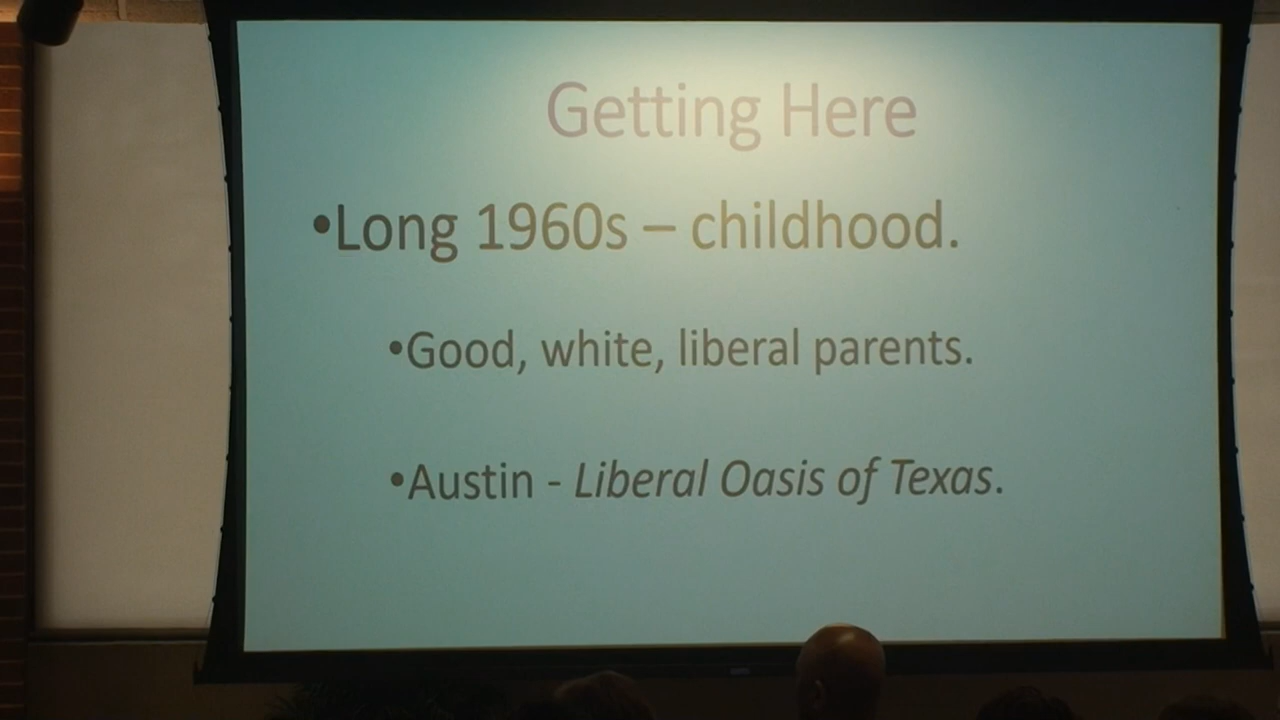 Getting Here
•Long 1960s – childhood.
•Good, white, liberal parents.
•Austin - Liberal Oasis of Texas.